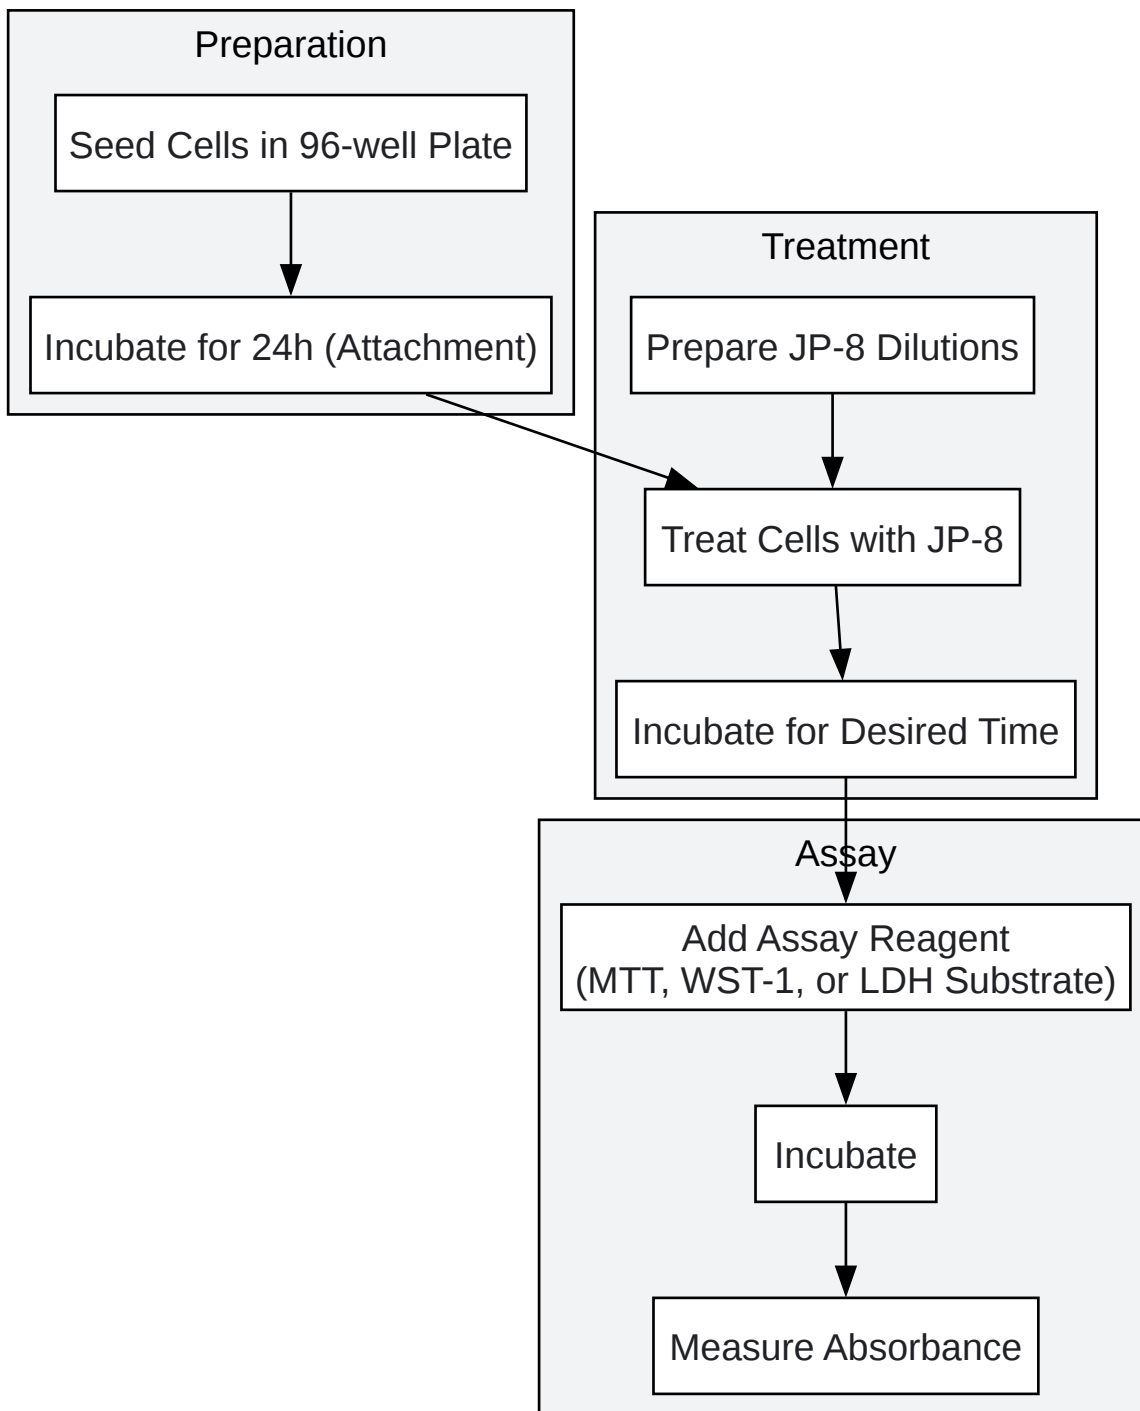 Preparation
Seed Cells in 96-well Plate
Incubate for 24h (Attachment)
Treatment
Prepare JP-8 Dilutions
Treat Cells with JP-8
Incubate for Desired Time
Assay
Add Assay Reagent
(MTT, WST-1, or LDH Substrate)
Incubate
Measure Absorbance